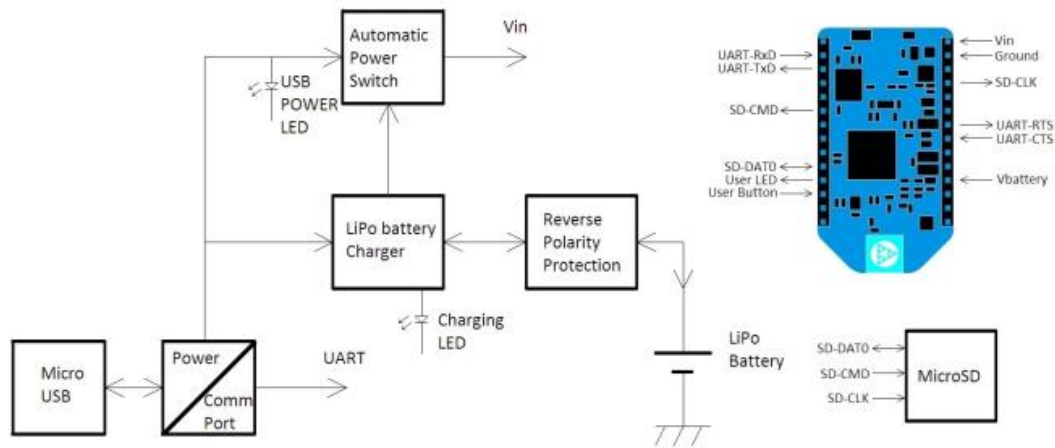 Automatic
Power
Switch
Vin
USB
POWER
LED
LiPo battery
Charger
Reverse
Polarity
Protection
Charging
LED
Micro
USB
Power
Comm
Port
UART
LiPo
Battery
UART-RxD
UART-TxD
SD-CMD
SD-DAT0
User LED
User Button
Vin
Ground
SD-CLK
UART-RTS
UART-CTS
Vbattery
SD-DAT0
SD-CMD
SD-CLK
MicroSD